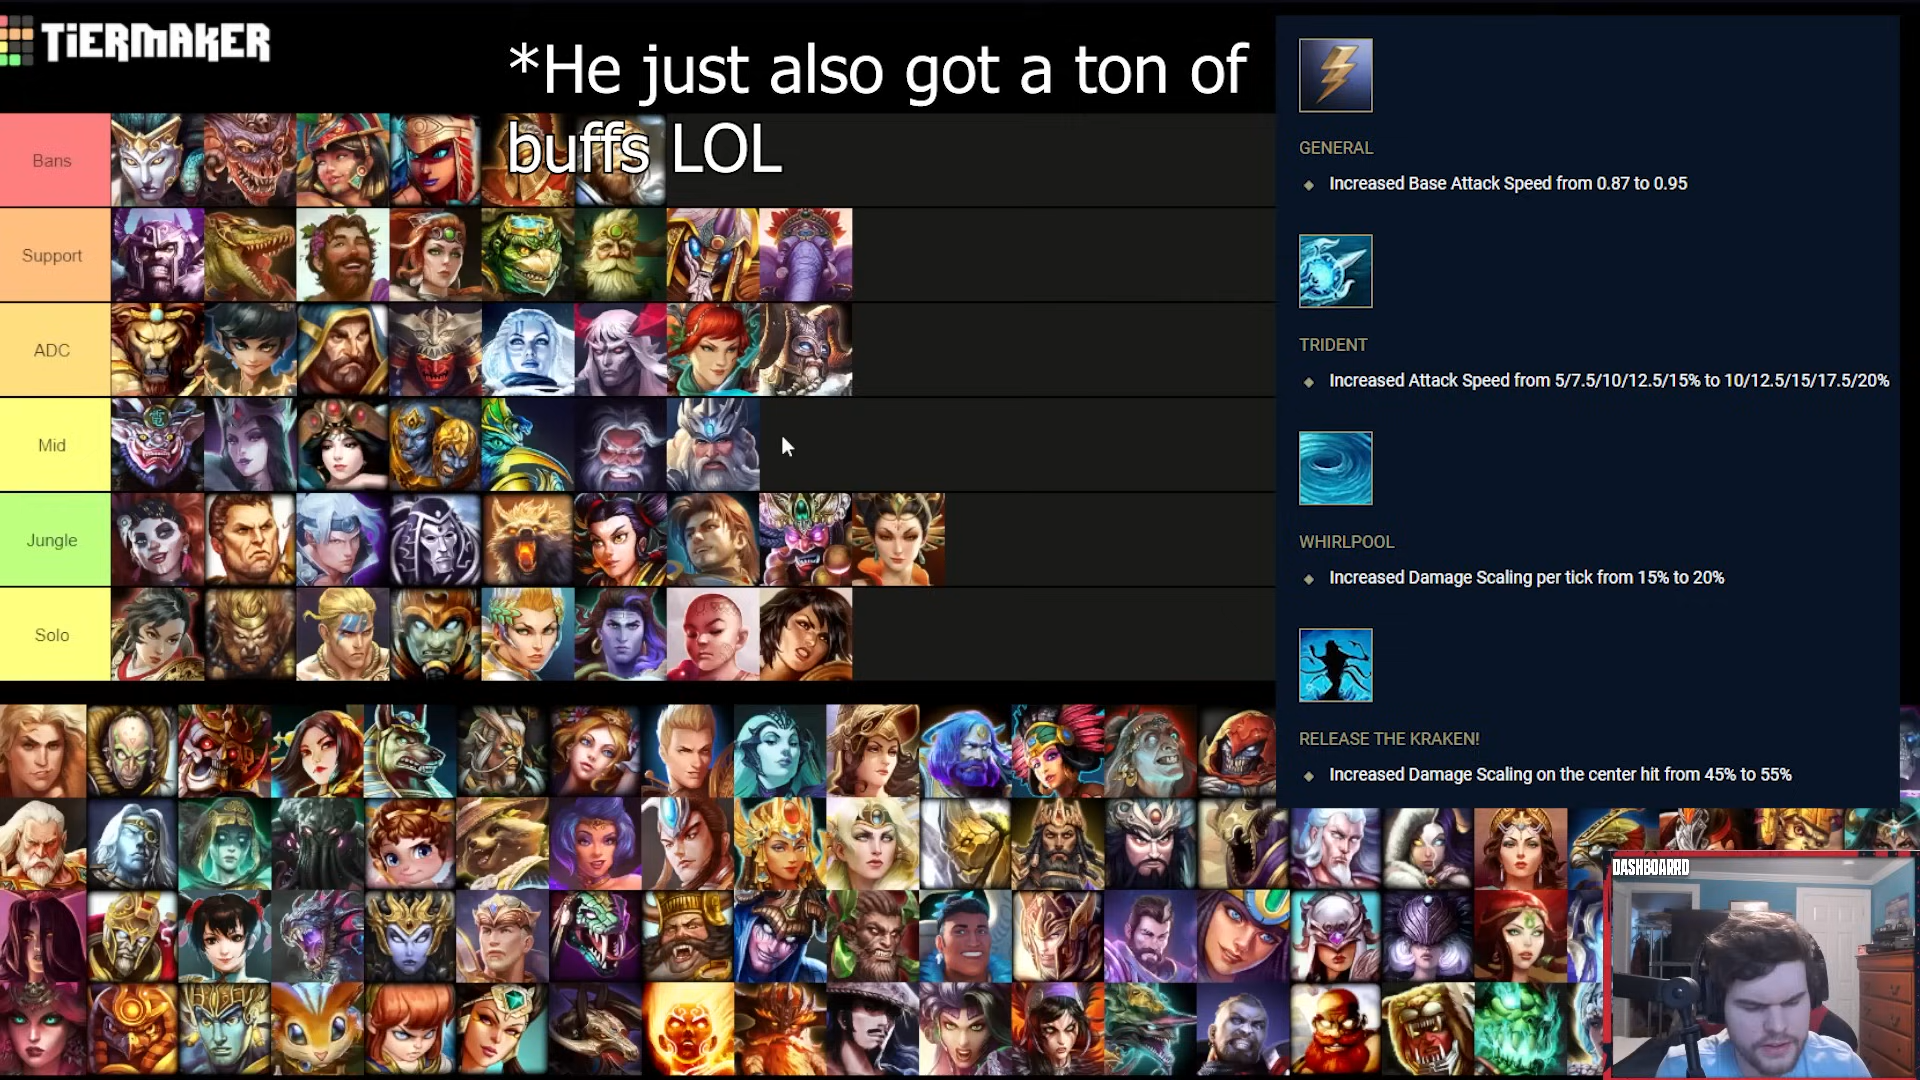 TIERMAKER
*He just also got a ton of
buffs LOL
Bans
Support
ADC
Mid
Jungle
Solo
GENERAL
Increased Base Attack Speed from 0.87 to 0.95
TRIDENT
Increased Attack Speed from 5/7.5/10/12.5/15% to 10/12.5/15/17.5/20%
WHIRLPOOL
Increased Damage Scaling per tick from 15% to 20%
RELEASE THE KRAKEN!
Increased Damage Scaling on the center hit from 45% to 55%
DASHBOARRD